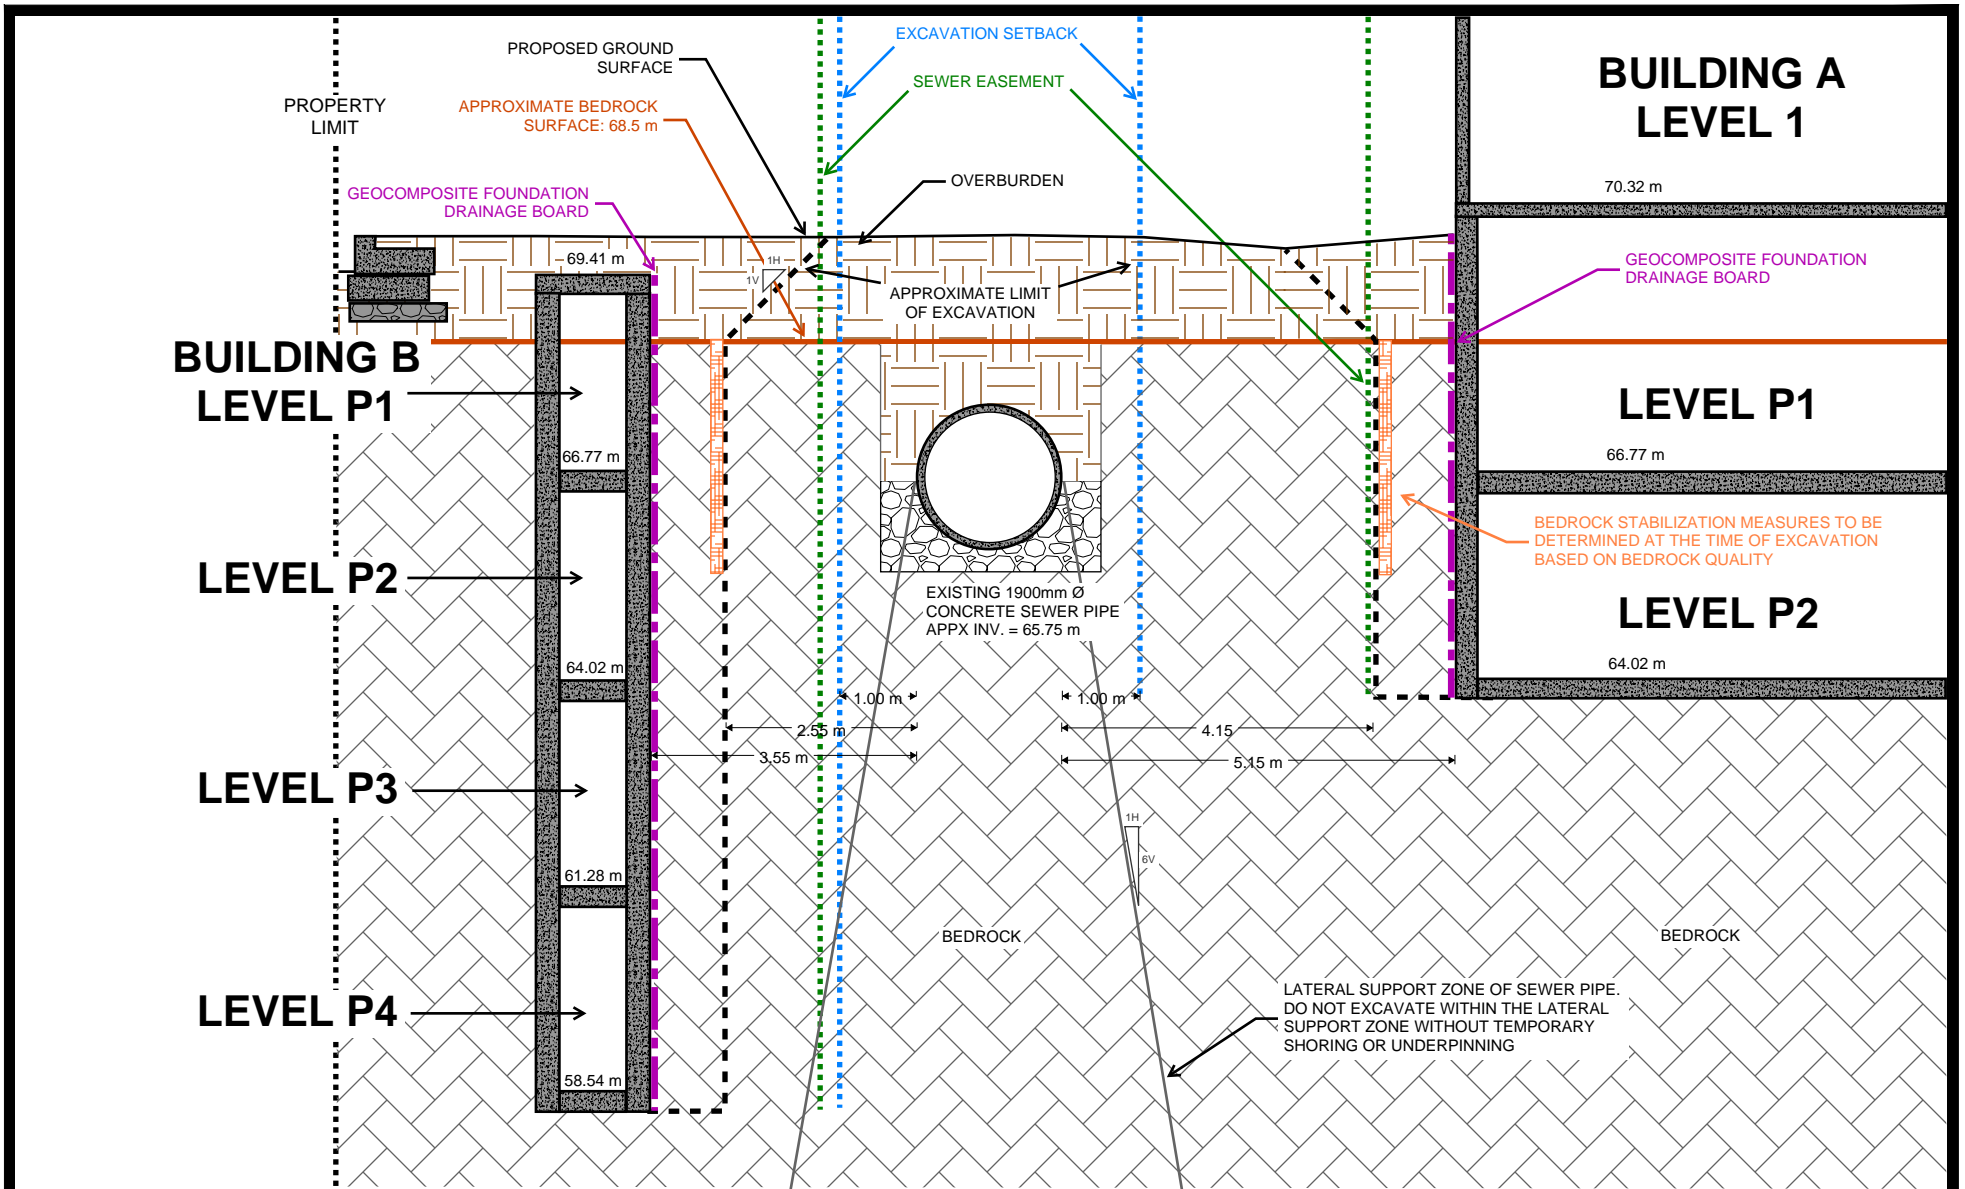 PROPOSED GROUND
SURFACE
EXCAVATION SETBACK
SEWER EASEMENT
BUILDING A
LEVEL 1
PROPERTY
LIMIT
APPROXIMATE BEDROCK
SURFACE: 68.5 m
OVERBURDEN
70.32 m
GEOCOMPOSITE FOUNDATION
DRAINAGE BOARD
69.41 m
1H
1V
APPROXIMATE LIMIT
OF EXCAVATION
GEOCOMPOSITE FOUNDATION
DRAINAGE BOARD
BUILDING B
LEVEL P1
LEVEL P1
66.77 m
66.77 m
BEDROCK STABILIZATION MEASURES TO BE
DETERMINED AT THE TIME OF EXCAVATION
BASED ON BEDROCK QUALITY
LEVEL P2
EXISTING 1900mm Ø
CONCRETE SEWER PIPE
APPX INV. = 65.75 m
LEVEL P2
64.02 m
64.02 m
1.00 m
1.00 m
2.55 m
4.15
3.55 m
5.15 m
LEVEL P3
1H
6V
61.28 m
BEDROCK
BEDROCK
LEVEL P4
LATERAL SUPPORT ZONE OF SEWER PIPE.
DO NOT EXCAVATE WITHIN THE LATERAL
SUPPORT ZONE WITHOUT TEMPORARY
SHORING OR UNDERPINNING
58.54 m